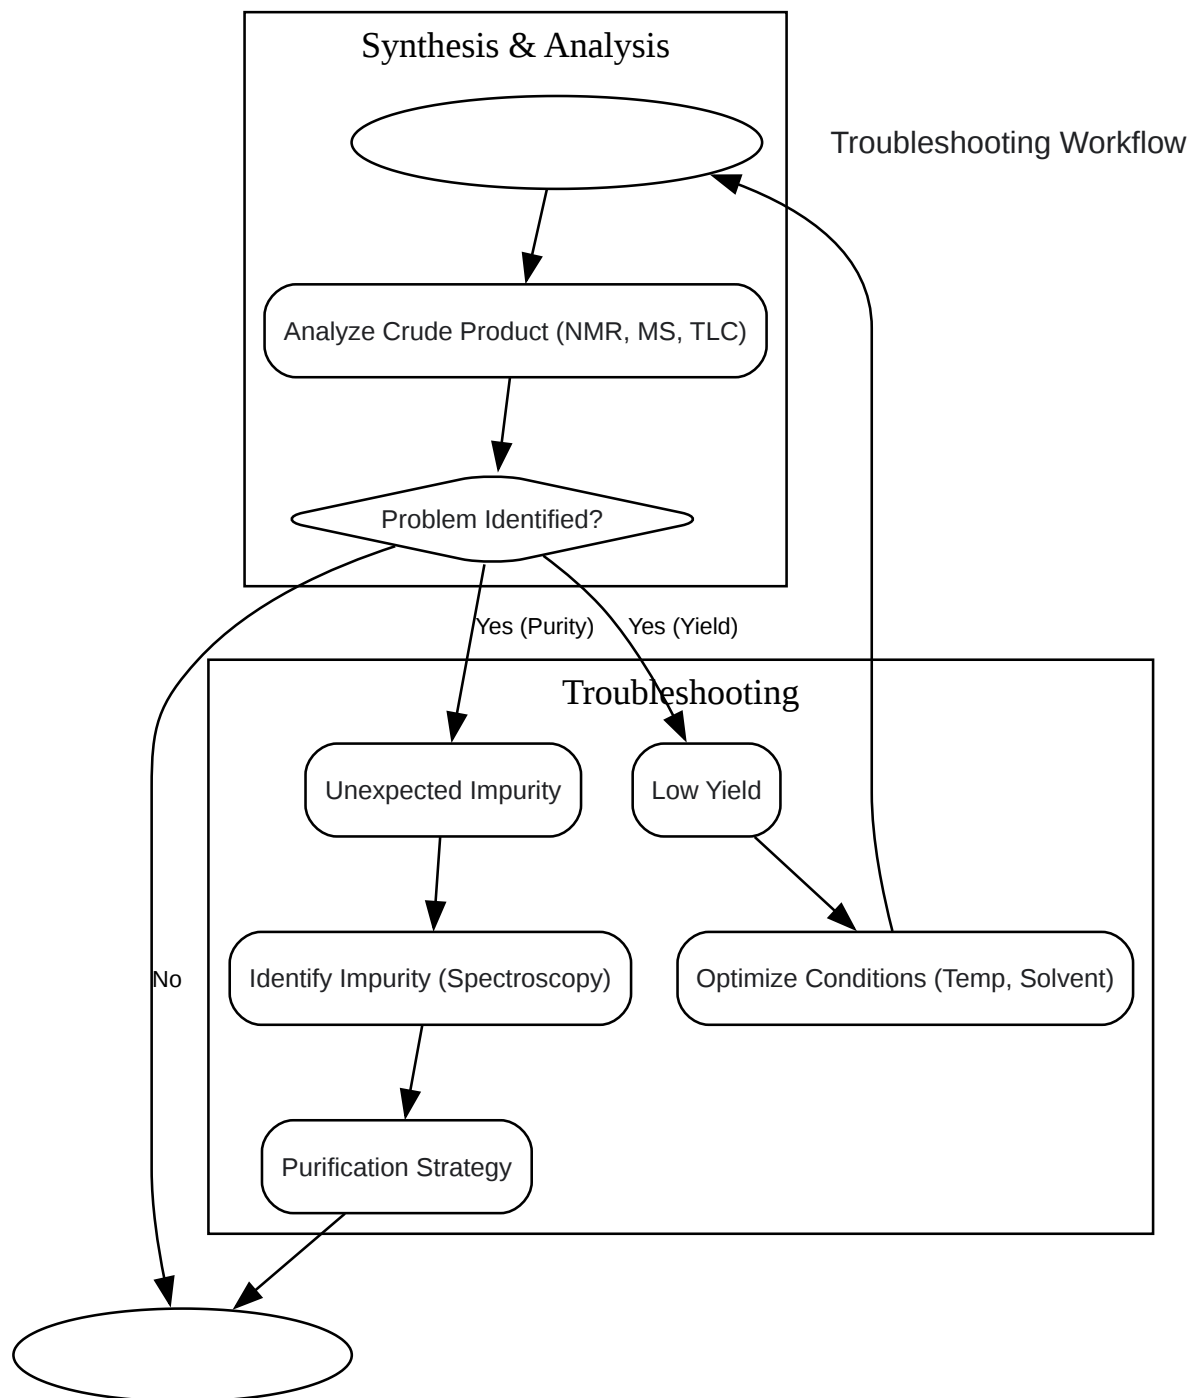 Synthesis & Analysis
Troubleshooting Workflow
Analyze Crude Product (NMR, MS, TLC)
Problem Identified?
Yes (Purity)
Yes (Yield)
Troubleshooting
Unexpected Impurity
Low Yield
No
Identify Impurity (Spectroscopy)
Optimize Conditions (Temp, Solvent)
Purification Strategy